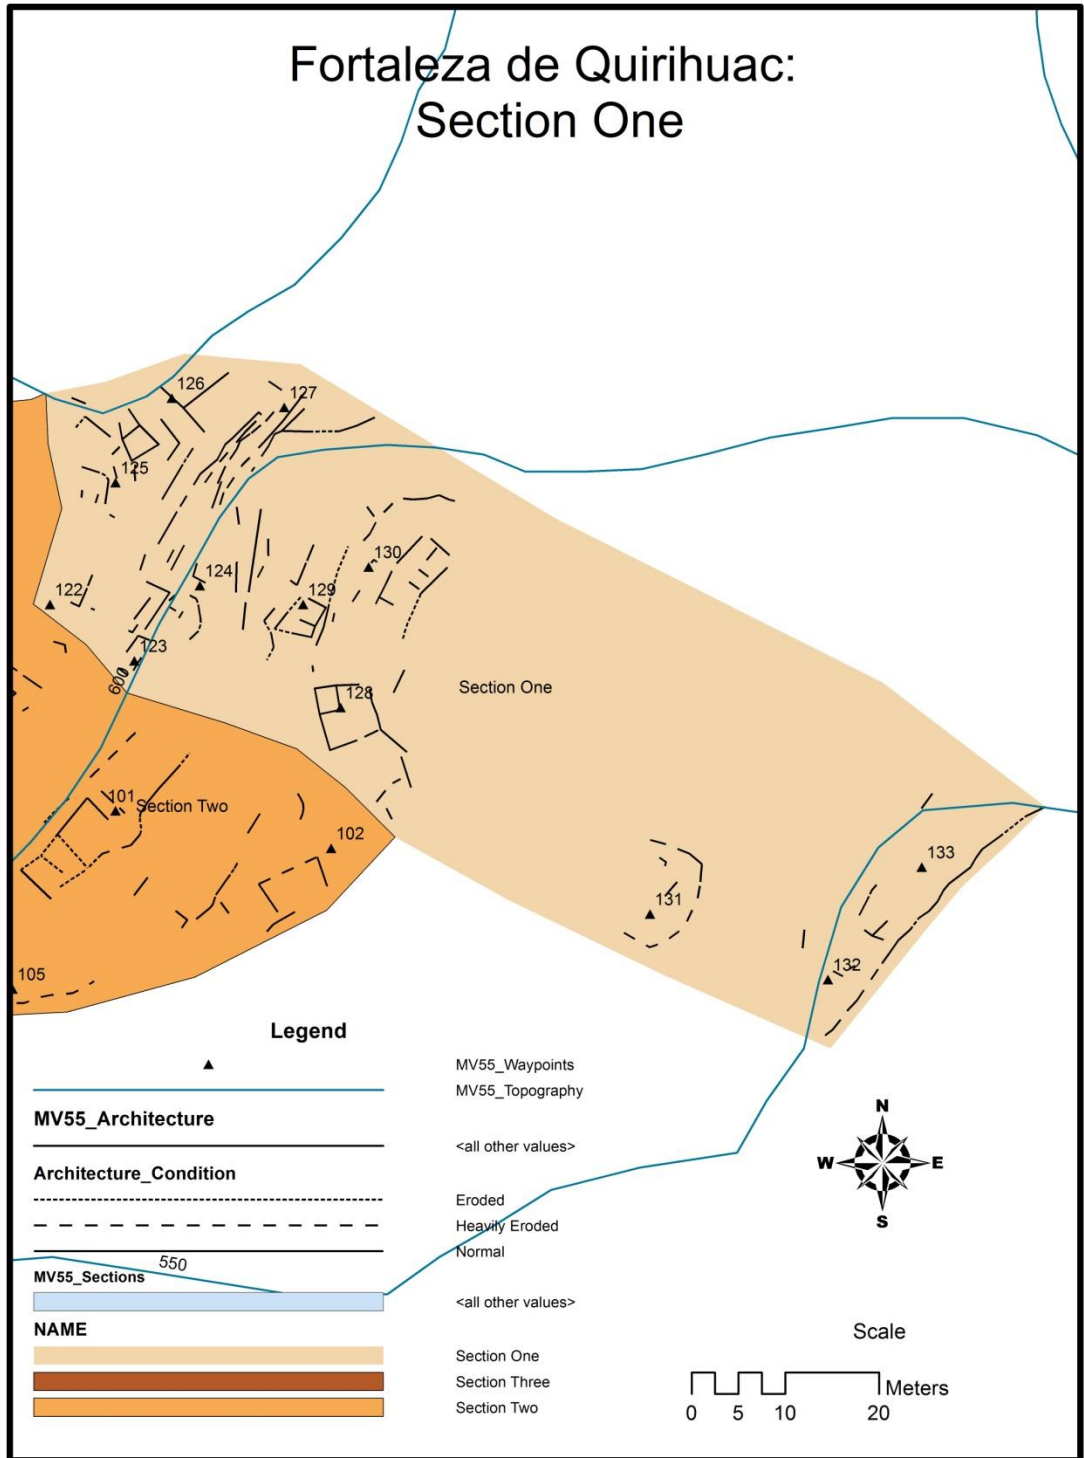 Fortaleza de Quirihuac:
Section One
126
127
125
130
124
122
129
123
600
Section One
128
101
Section Two
102
133
131
132
105
Legend
MV55_Waypoints
MV55_Topography
MV55_Architecture
<all other values>
Architecture_Condition
Eroded
Heavily Eroded
Normal
550
MV55_Sections
<all other values>
NAME
Section One
Section Three
Section Two
N
W
E
S
Scale
Meters
0 5 10 20